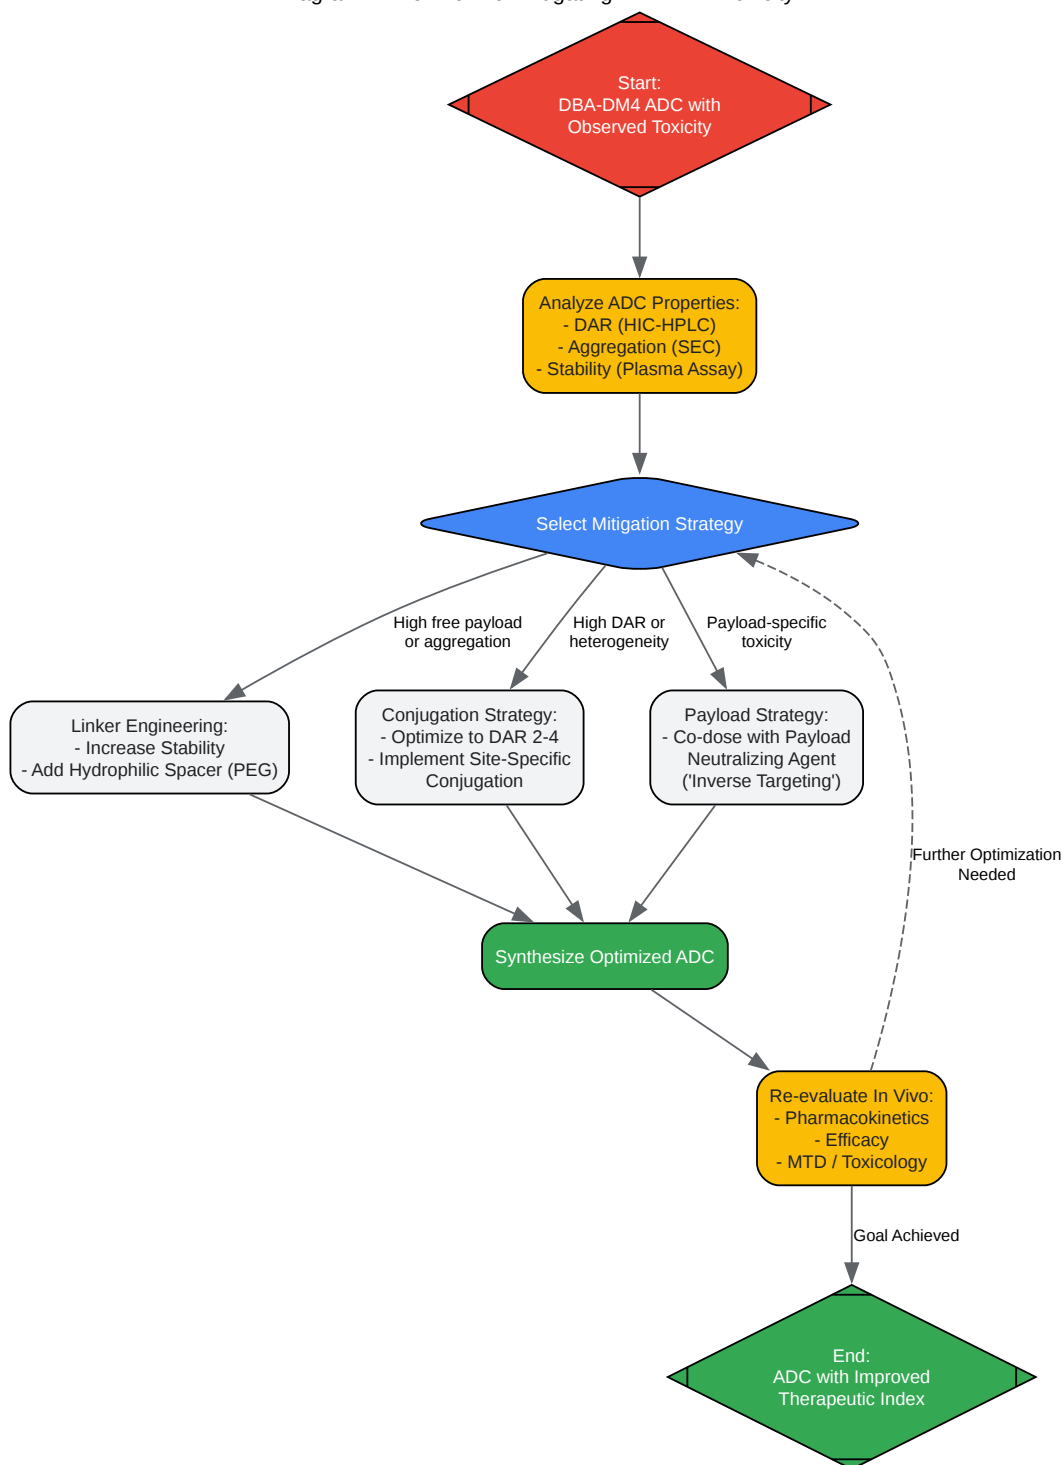 Start:
DBA-DM4 ADC with
Observed Toxicity
Analyze ADC Properties:
- DAR (HIC-HPLC)
- Aggregation (SEC)
- Stability (Plasma Assay)
Select Mitigation Strategy
High free payload
or aggregation
High DAR or
heterogeneity
Payload-specific
toxicity
Linker Engineering:
- Increase Stability
- Add Hydrophilic Spacer (PEG)
Conjugation Strategy:
- Optimize to DAR 2-4
- Implement Site-Specific
Conjugation
Payload Strategy:
- Co-dose with Payload
Neutralizing Agent
('Inverse Targeting')
Further Optimization
Needed
Synthesize Optimized ADC
Re-evaluate In Vivo:
- Pharmacokinetics
- Efficacy
- MTD / Toxicology
Goal Achieved
End:
ADC with Improved
Therapeutic Index